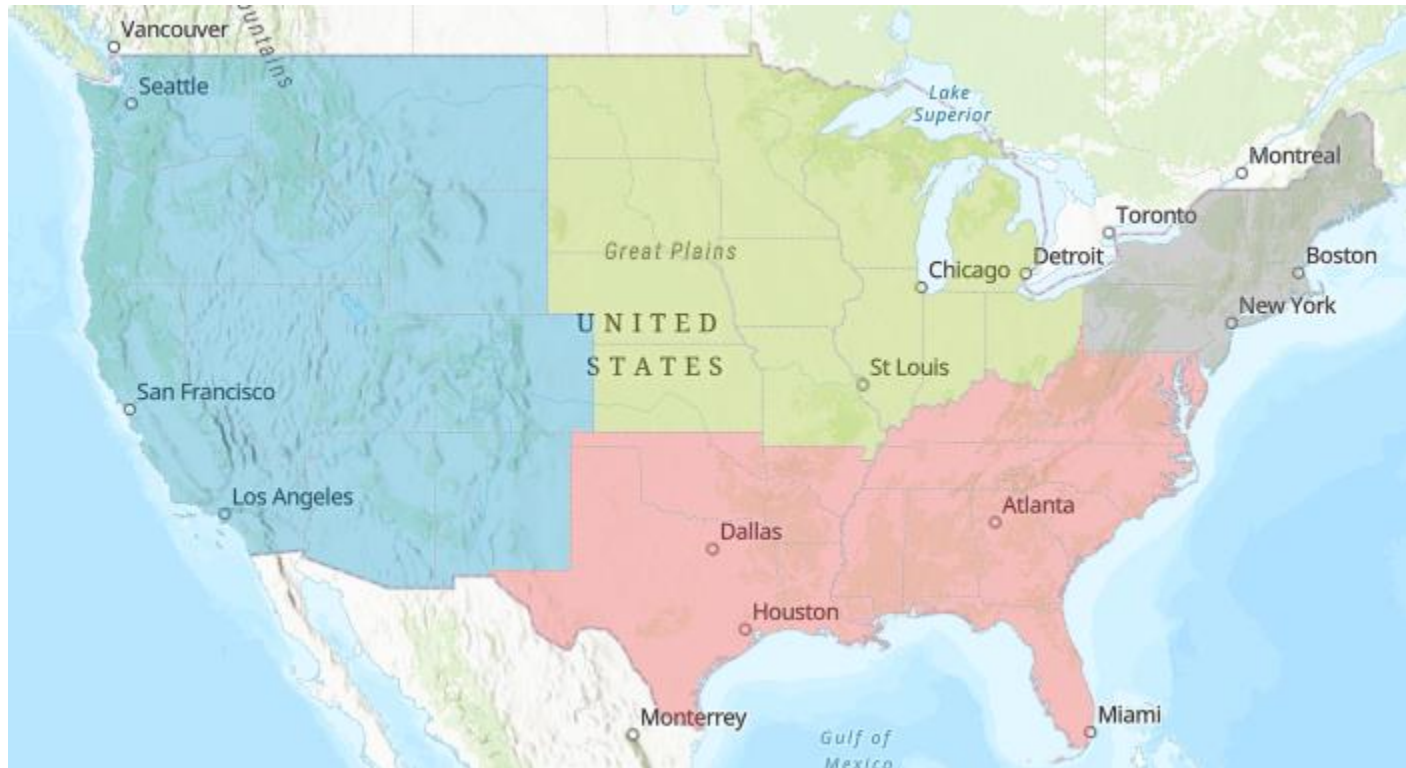 Vancouver
ountains
Seattle
Lake
Superior
Montreal
Toronto
Great Plains
Chicago
Detroit
Boston
New York
UNITED
STATES
St Louis
San Francisco
Los Angeles
Atlanta
Dallas
Houston
Monterrey
Miami
Gulf of
Mexico